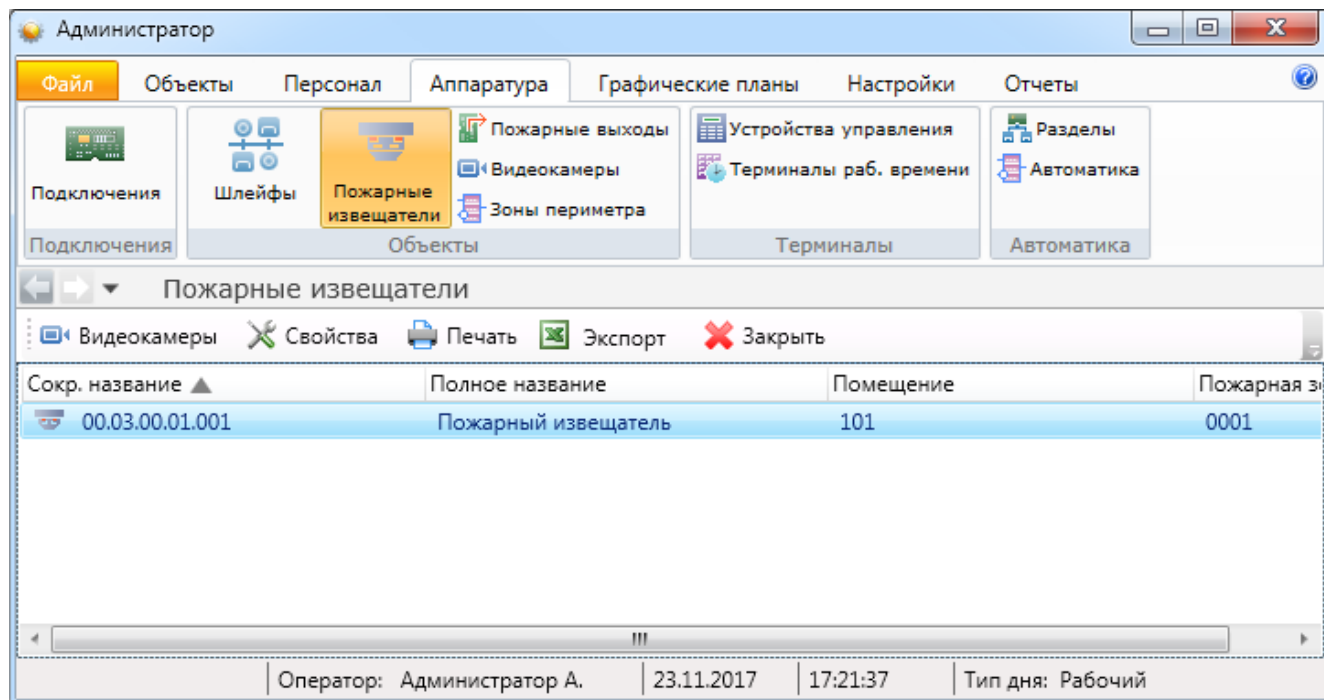 Администратор
Файл Объекты Персонал Аппаратура Графические планы Настройки Отчеты
Подключения
Шлейфы
Пожарные извещатели
Пожарные выходы
Видеокамеры
Зоны периметра
Устройства управления
Терминалы раб. времени
Разделы
Автоматика
Подключения Объекты Терминалы Автоматика
Пожарные извещатели
Видеокамеры Свойства Печать Экспорт Закрыть
Сокр. название Полное название Помещение Пожарная
00.03.00.01.001 Пожарный извещатель 101 0001
Оператор: Администратор А. 23.11.2017 17:21:37 Тип дня: Рабочий